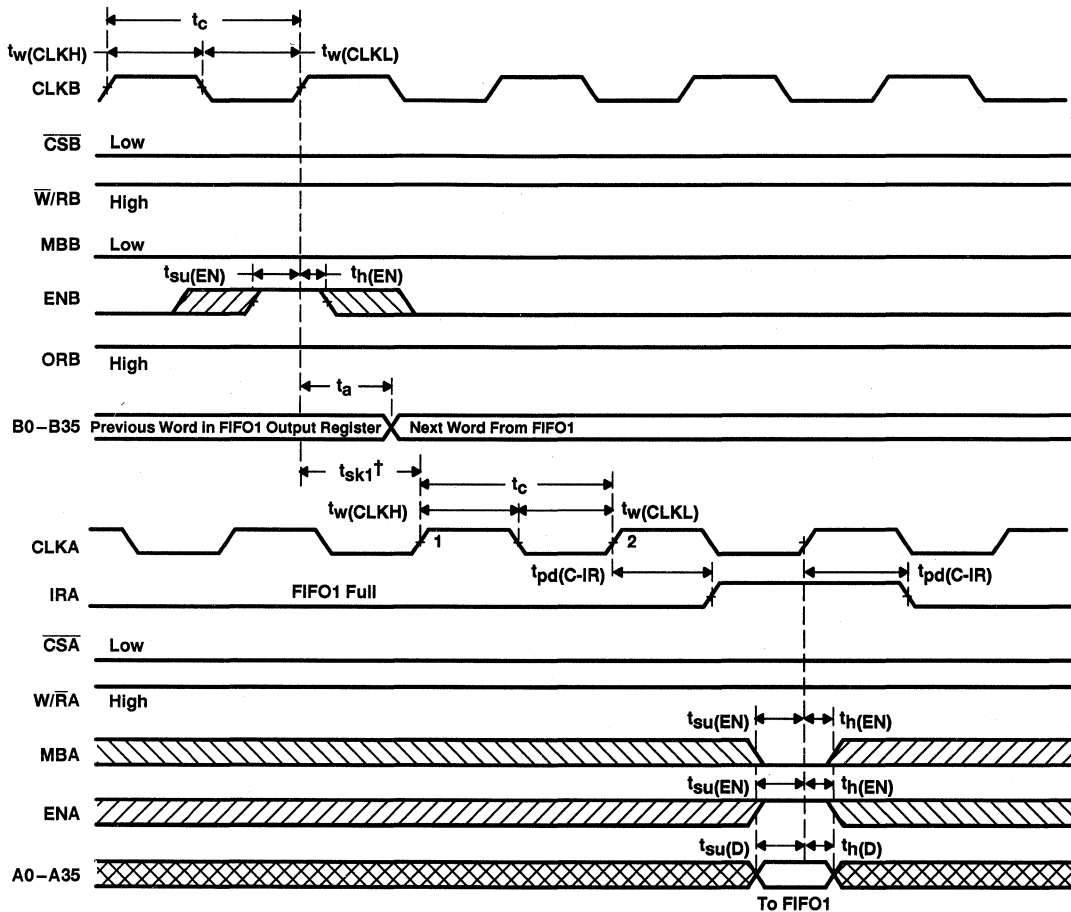 tc
tw(CLKH) tw(CLKL)
CLKB
CSB Low
W/RB High
MBB Low
tsu(EN) th(EN)
ENB
ORB High
ta
B0–B35 Previous Word in FIFO1 Output Register Next Word From FIFO1
tsk1†
tc
tw(CLKH) tw(CLKL)
CLKA 1 2
tpd(C-IR) tpd(C-IR)
IRA FIFO1 Full
CSA Low
W/RA High
tsu(EN) th(EN)
MBA
tsu(EN) th(EN)
ENA
tsu(D) th(D)
A0–A35
To FIFO1